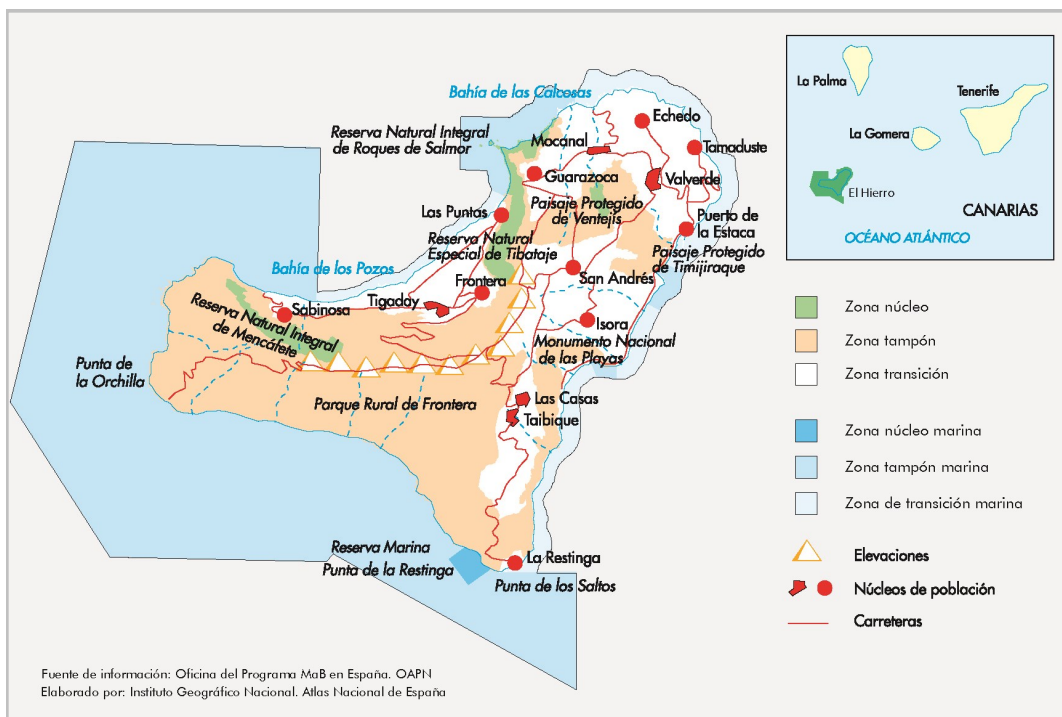 Bahía de las Calcosas
Echedo
Reserva Natural Integral
de Roques de Salmor
Mocanal
Tamaduste
Guarazoca
Valverde
Paisaje Protegido
de Ventejís
Las Puntas
Puerto de
la Estaca
Reserva Natural
Especial de Tibataje
Paisaje Protegido
de Timijiraque
Bahía de los Pozos
San Andrés
Frontera
Tigaday
Sabinosa
Reserva Natural Integral
de Mencáfete
Isora
Monumento Nacional
de las Playas
Punta de
la Orchilla
Parque Rural de Frontera
Las Casas
Taibique
Reserva Marina
Punta de la Restinga
La Restinga
Punta de los Saltos
La Palma
Tenerife
La Gomera
El Hierro
CANARIAS
OCÉANO ATLÁNTICO
Zona núcleo
Zona tampón
Zona transición
Zona núcleo marina
Zona tampón marina
Zona de transición marina
Elevaciones
Núcleos de población
Carreteras
Fuente de información: Oficina del Programa MaB en España. OAPN
Elaborado por: Instituto Geográfico Nacional. Atlas Nacional de España